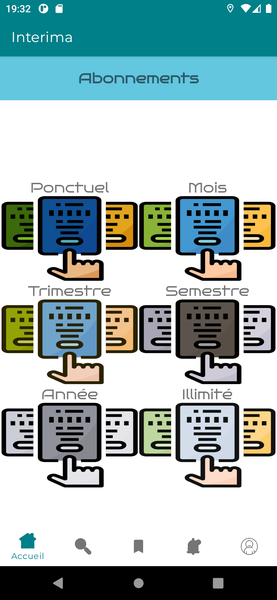 19:32
Interima
Abonnements
Ponctuel Mois
Trimestre Semestre
Année Illimité
Accueil